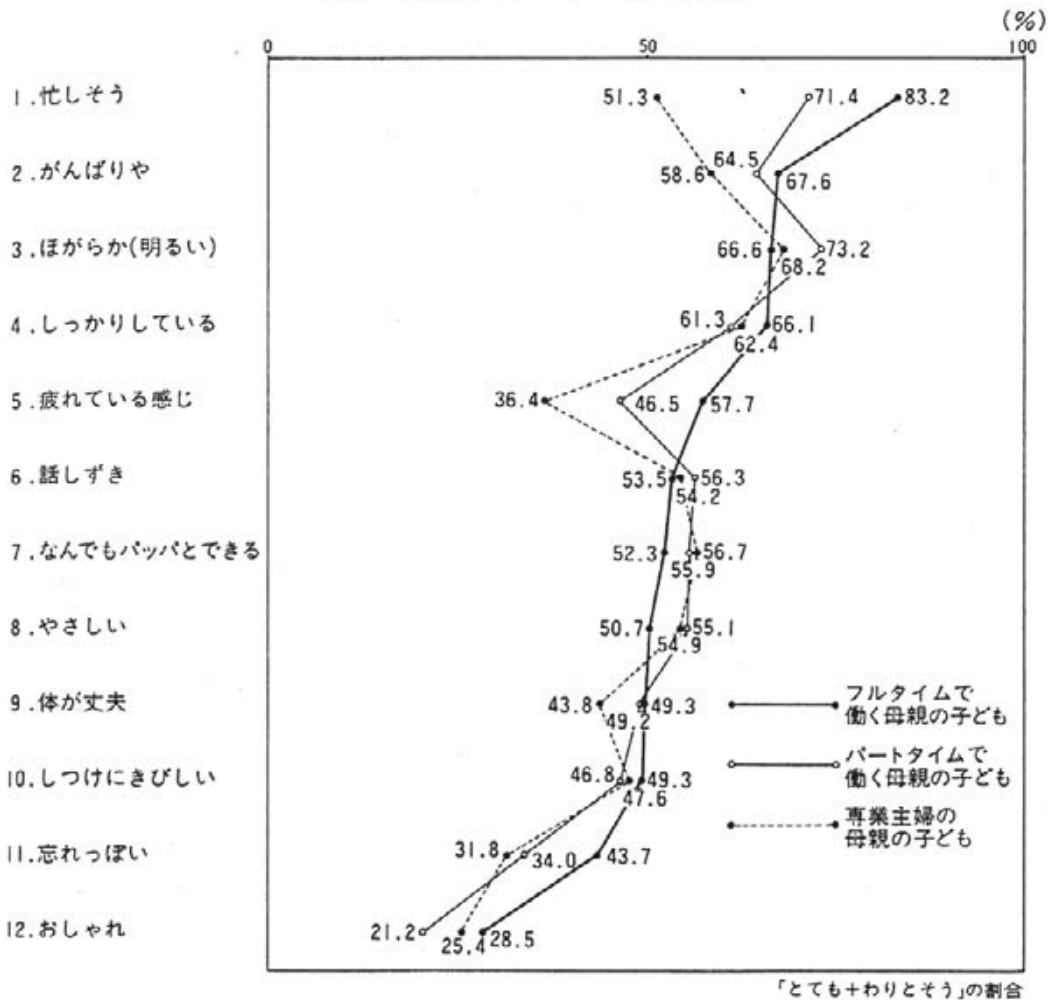 (%)
0 50 100
1.忙しそう 51.3 71.4 83.2
2.がんばりや 58.6 64.5 67.6
3.ほがらか(明るい) 66.6 68.2 73.2
4.しっかりしている 61.3 62.4 66.1
5.疲れている感じ 36.4 46.5 57.7
6.話しずき 53.5 54.2 56.3
7.なんでもパッパとできる 52.3 55.9 56.7
8.やさしい 50.7 54.9 55.1
9.体が丈夫 43.8 49.2 49.3
10.しつけにきびしい 46.8 47.6 49.3
11.忘れっぽい 31.8 34.0 43.7
12.おしゃれ 21.2 25.4 28.5
フルタイムで
働く母親の子ども
パートタイムで
働く母親の子ども
専業主婦の
母親の子ども
「とても+わりとそう」の割合